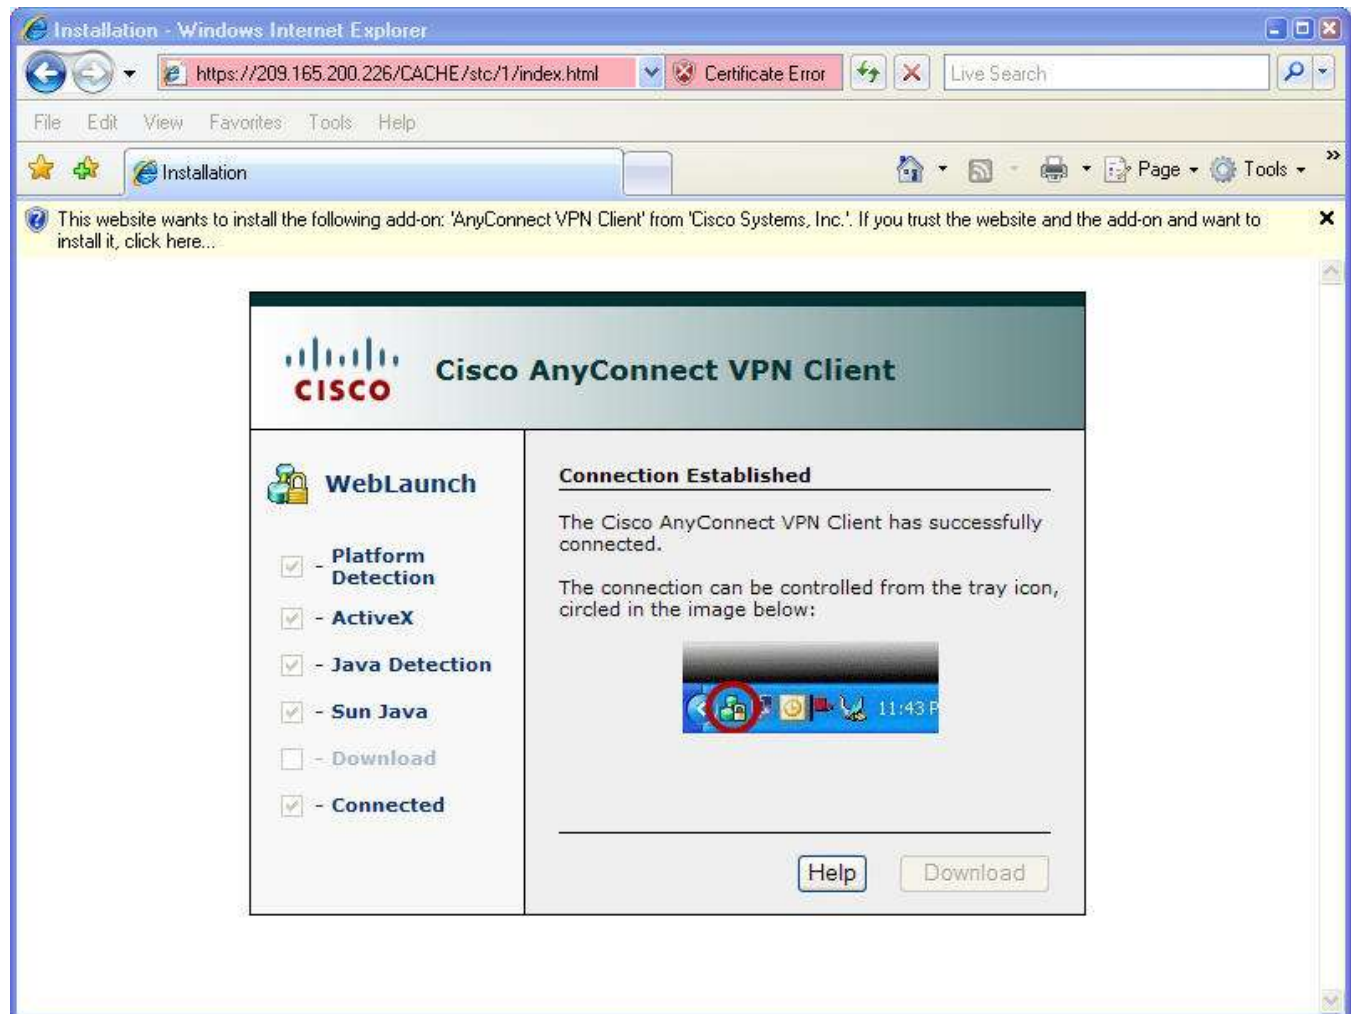 Installation - Windows Internet Explorer
https://209.165.200.226/CACHE/stc/1/index.html
Certificate Error
Live Search
File Edit View Favorites Tools Help
Installation
Page
Tools
»
This website wants to install the following add-on: 'AnyConnect VPN Client' from 'Cisco Systems, Inc.'. If you trust the website and the add-on and want to
install it, click here...
CISCO
Cisco AnyConnect VPN Client
WebLaunch
- Platform
Detection
- ActiveX
- Java Detection
- Sun Java
- Download
- Connected
Connection Established
The Cisco AnyConnect VPN Client has successfully
connected.
The connection can be controlled from the tray icon,
circled in the image below:
11:43 P
Help
Download